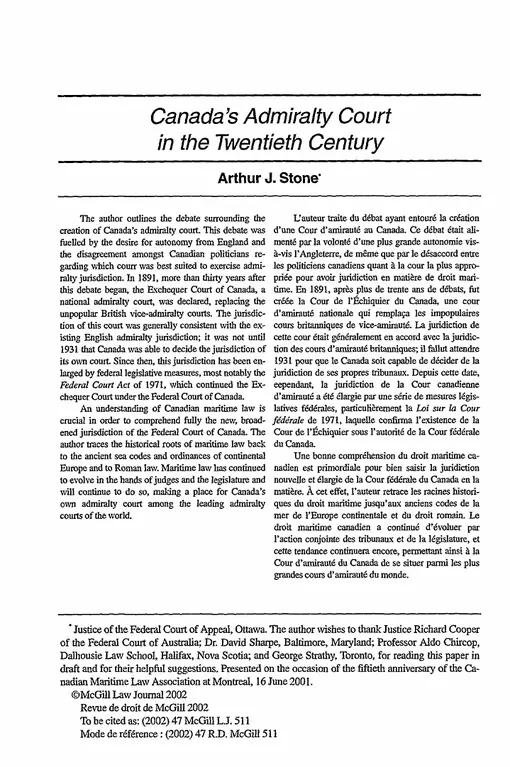 Canada's Admiralty Court
in the Twentieth Century
Arthur J. Stone*
The author outlines the debate surrounding the
creation of Canada's admiralty court. This debate was
fuelled by the desire for autonomy from England and
the disagreement amongst Canadian politicians re-
garding which court was best suited to exercise admi-
ralty jurisdiction. In 1891, more than thirty years after
this debate began, the Exchequer Court of Canada, a
national admiralty court, was declared, replacing the
unpopular British vice-admiralty courts. The jurisdic-
tion of this court was generally consistent with the ex-
isting English admiralty jurisdiction; it was not until
1931 that Canada was able to decide the jurisdiction of
its own court. Since then, this jurisdiction has been en-
larged by federal legislative measures, most notably the
Federal Court Act of 1971, which continued the Ex-
chequer Court under the Federal Court of Canada.
An understanding of Canadian maritime law is
crucial in order to comprehend fully the new, broad-
ened jurisdiction of the Federal Court of Canada. The
author traces the historical roots of maritime law back
to the ancient sea codes and ordinances of continental
Europe and to Roman law. Maritime law has continued
to evolve in the hands of judges and the legislature and
will continue to do so, making a place for Canada's
own admiralty court among the leading admiralty
courts of the world.
L'auteur traite du débat ayant entouré la création
d'une Cour d'amirauté au Canada. Ce débat était ali-
menté par la volonté d'une plus grande autonomie vis-
à-vis l'Angleterre, de même que par le désaccord entre
les politiciens canadiens quant à la cour la plus appro-
priée pour avoir juridiction en matière de droit mari-
time. En 1891, après plus de trente ans de débats, fut
créée la Cour de l'Échiquier du Canada, une cour
d'amirauté nationale qui remplaça les impopulaires
cours britanniques de vice-amirauté. La juridiction de
cette cour était généralement en accord avec la juridic-
tion des cours d'amirauté britanniques; il fallut attendre
1931 pour que le Canada soit capable de décider de la
juridiction de ses propres tribunaux. Depuis cette date,
cependant, la juridiction de la Cour canadienne
d'amirauté a été élargie par une série de mesures légis-
latives fédérales, particulièrement la Loi sur la Cour
fédérale de 1971, laquelle confirma l'existence de la
Cour de l'Échiquier sous l'autorité de la Cour fédérale
du Canada.
Une bonne compréhension du droit maritime ca-
nadien est primordiale pour bien saisir la juridiction
nouvelle et élargie de la Cour fédérale du Canada en la
matière. À cet effet, l'auteur retrace les racines histori-
ques du droit maritime jusqu'aux anciens codes de la
mer de l'Europe continentale et du droit romain. Le
droit maritime canadien a continué d'évoluer par
l'action conjointe des tribunaux et de la législature, et
cette tendance continuera encore, permettant ainsi à la
Cour d'amirauté du Canada de se situer parmi les plus
grandes cours d'amirauté du monde.
* Justice of the Federal Court of Appeal, Ottawa. The author wishes to thank Justice Richard Cooper
of the Federal Court of Australia; Dr. David Sharpe, Baltimore, Maryland; Professor Aldo Chircop,
Dalhousie Law School, Halifax, Nova Scotia; and George Strathy, Toronto, for reading this paper in
draft and for their helpful suggestions. Presented on the occasion of the fiftieth anniversary of the Ca-
nadian Maritime Law Association at Montreal, 16 June 2001.
©McGill Law Journal 2002
Revue de droit de McGill 2002
To be cited as: (2002) 47 McGill L.J. 511
Mode de référence : (2002) 47 R.D. McGill 511